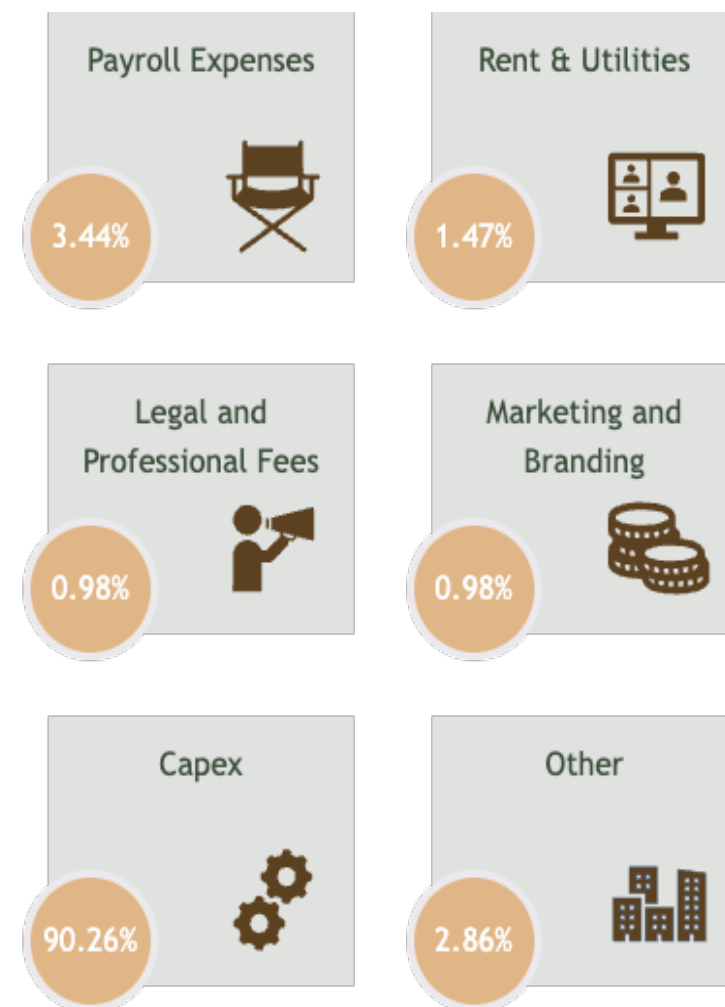 Payroll Expenses
3.44%
Rent & Utilities
1.47%
Legal and
Professional Fees
0.98%
Marketing and
Branding
0.98%
Capex
90.26%
Other
2.86%